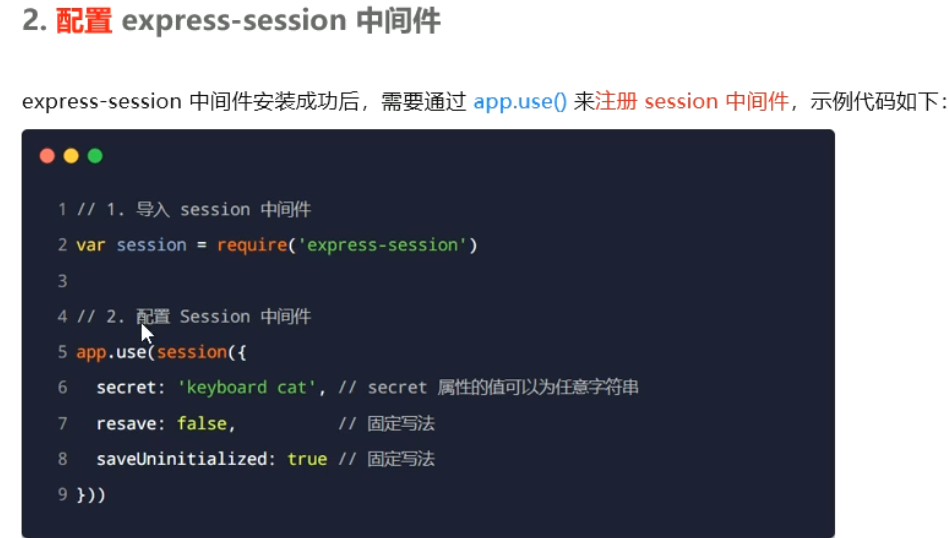 2. 配置 express-session 中间件
express-session 中间件安装成功后，需要通过 app.use() 来注册 session 中间件，示例代码如下：
1 // 1. 导入 session 中间件
2 var session = require('express-session')
3
4 // 2. 配置 Session 中间件
5 app.use(session({
6   secret: 'keyboard cat', // secret 属性的值可以为任意字符串
7   resave: false,          // 固定写法
8   saveUninitialized: true // 固定写法
9 }))